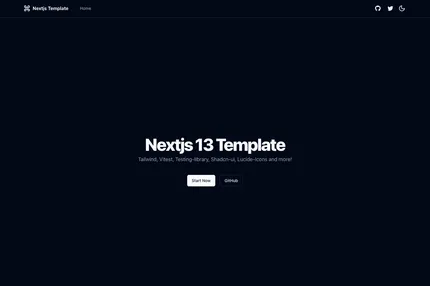 Nextjs Template
Home
Nextjs 13 Template
Tailwind, Vitest, Testing-library, Shadcn-ui, Lucide-icons and more!
Start Now
GitHub